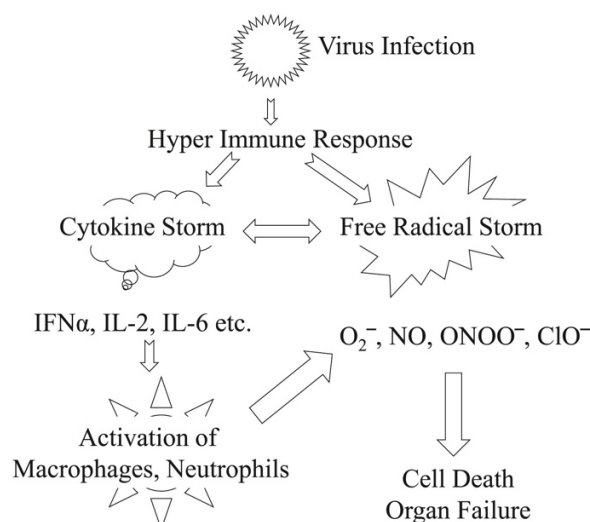 Virus Infection
Hyper Immune Response
Cytokine Storm
Free Radical Storm
IFNα, IL-2, IL-6 etc.
O₂⁻, NO, ONOO⁻, ClO⁻
Activation of
Macrophages, Neutrophils
Cell Death
Organ Failure